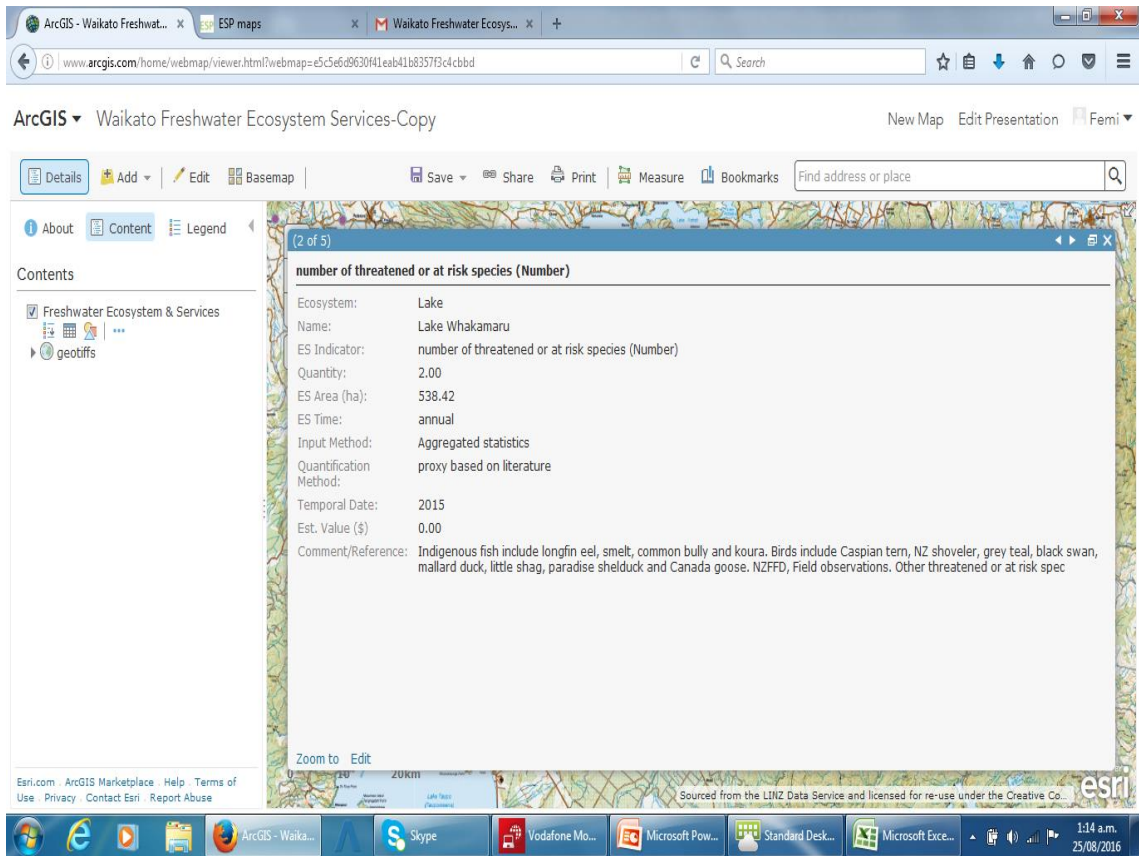 ArcGIS - Waikato Freshwat... x ESP ESP maps x Waikato Freshwater Ecosys... x +
www.arcgis.com/home/webmap/viewer.html?webmap=e5c5e6d9630f41eab41b8357f3c4cbbd Search
ArcGIS Waikato Freshwater Ecosystem Services-Copy New Map Edit Presentation Femi
Details Add Edit Basemap Save Share Print Measure Bookmarks Find address or place
About Content Legend
Contents
Freshwater Ecosystem & Services
geotiffs
(2 of 5)
number of threatened or at risk species (Number)
Ecosystem: Lake
Name: Lake Whakamaru
ES Indicator: number of threatened or at risk species (Number)
Quantity: 2.00
ES Area (ha): 538.42
ES Time: annual
Input Method: Aggregated statistics
Quantification proxy based on literature
Method:
Temporal Date: 2015
Est. Value ($) 0.00
Comment/Reference: Indigenous fish include longfin eel, smelt, common bully and koura. Birds include Caspian tern, NZ shoveler, grey teal, black swan,
mallard duck, little shag, paradise shelduck and Canada goose. NZFFD, Field observations. Other threatened or at risk spec
Zoom to Edit
20km
Lake Taupo
Esri.com . ArcGIS Marketplace . Help . Terms of
Use . Privacy . Contact Esri . Report Abuse
Sourced from the LINZ Data Service and licensed for re-use under the Creative Co...
esri
ArcGIS - Waika... Skype Vodafone Mo... Microsoft Pow... Standard Desk... Microsoft Exce... 1:14 a.m.
25/08/2016